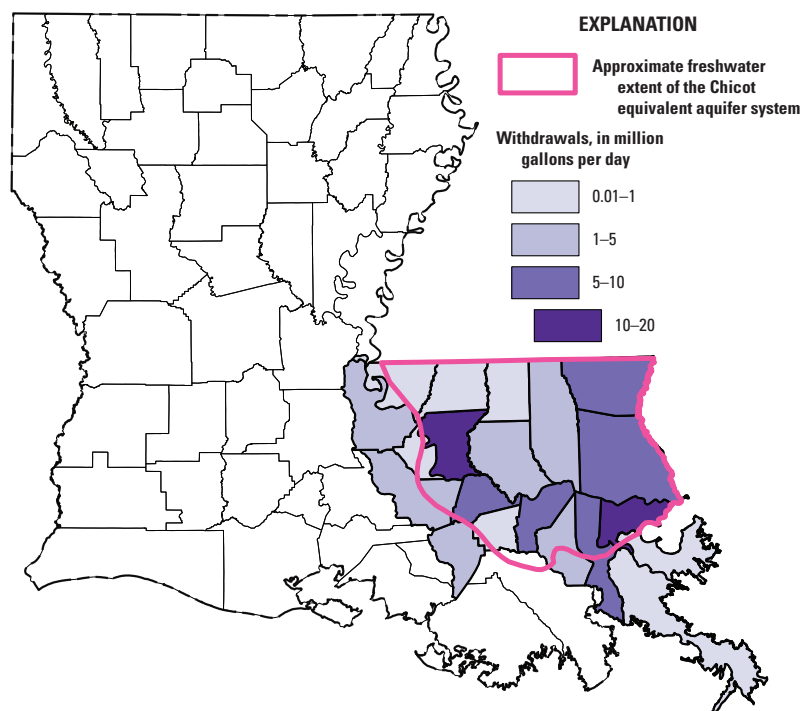 EXPLANATION
Approximate freshwater
extent of the Chicot
equivalent aquifer system
Withdrawals, in million
gallons per day
0.01–1
1–5
5–10
10–20